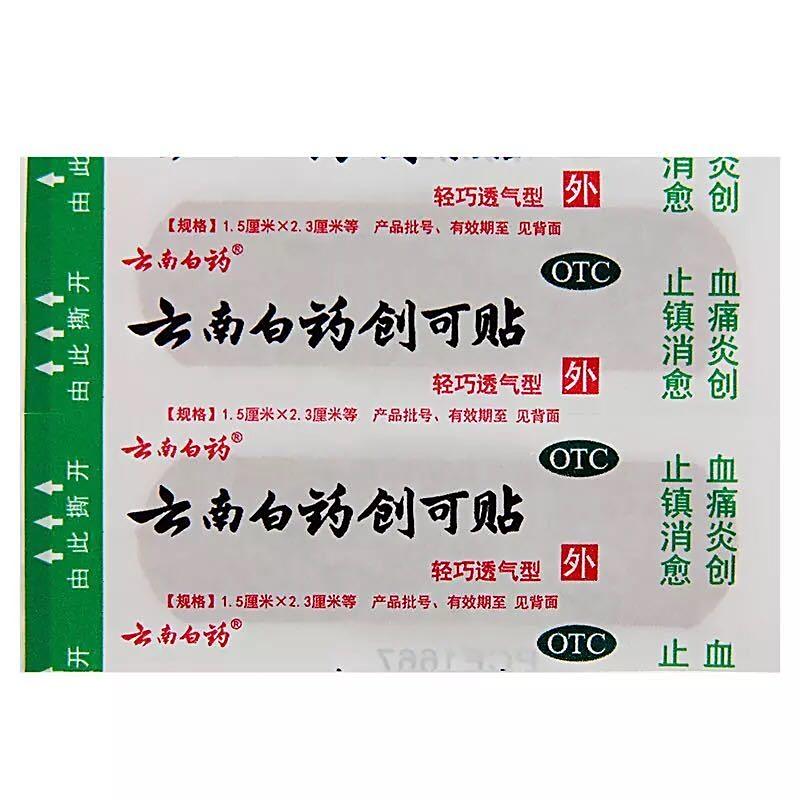 由此
轻巧透气型 外
消愈
炎创
【规格】1.5厘米×2.3厘米等 产品批号、有效期至 见背面
云南白药®
OTC
云南白药创可贴
轻巧透气型 外
由此撕开
止血
镇痛
消炎
愈创
【规格】1.5厘米×2.3厘米等 产品批号、有效期至 见背面
云南白药®
OTC
云南白药创可贴
轻巧透气型 外
由此撕开
止血
镇痛
消炎
愈创
【规格】1.5厘米×2.3厘米等 产品批号、有效期至 见背面
云南白药®
OTC
开
止血